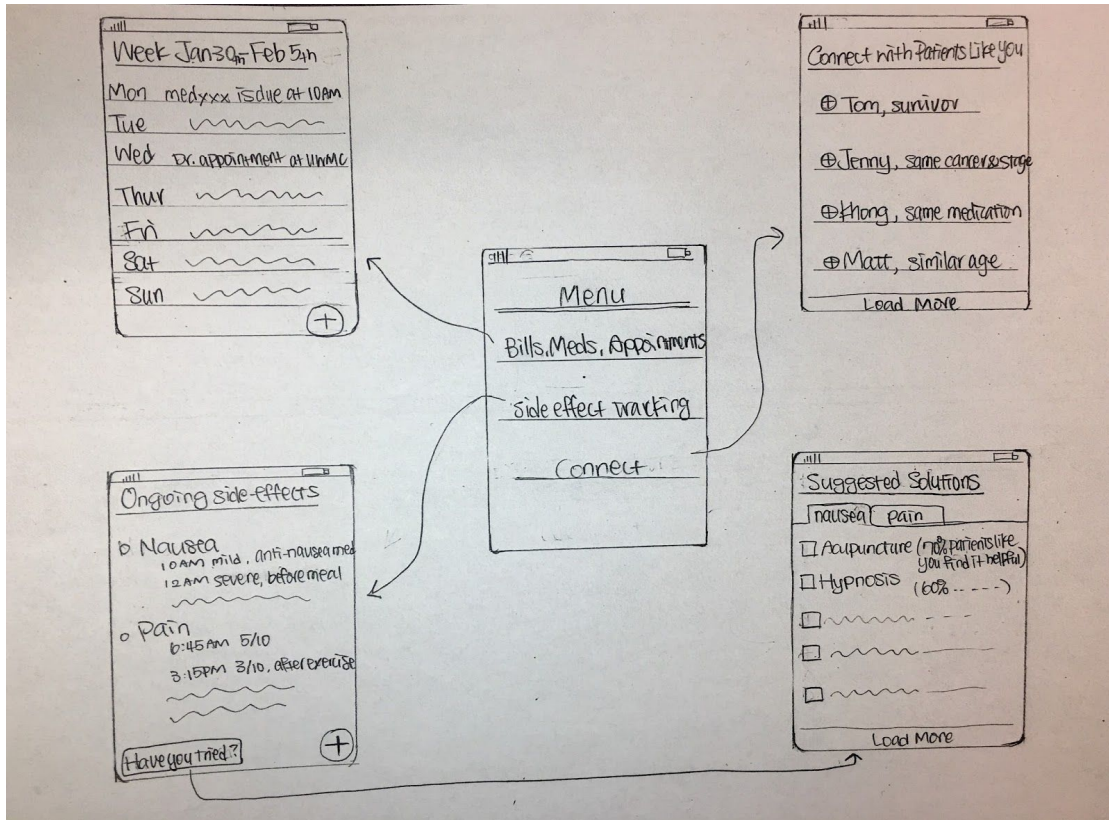 Week Jan 30th-Feb 5th
Mon medxxx is due at 10AM
Tue
Wed Dr. appointment at UWMC
Thur
Fri
Sat
Sun
+
Menu
Bills, Meds, Appointments
side effect tracking
Connect
Connect with Patients Like You
⊕ Tom, survivor
⊕ Jenny, same cancer & stage
⊕ Khong, same medication
⊕ Matt, similar age
Load More
Ongoing side-effects
Nausea
10AM mild, anti-nausea med
12AM severe, before meal
Pain
6:45AM 5/10
3:15PM 3/10, after exercise
Have you tried?
+
Suggested Solutions
nausea pain
Acupuncture (70% patients like
you find it helpful)
Hypnosis (60% -----)
Load More